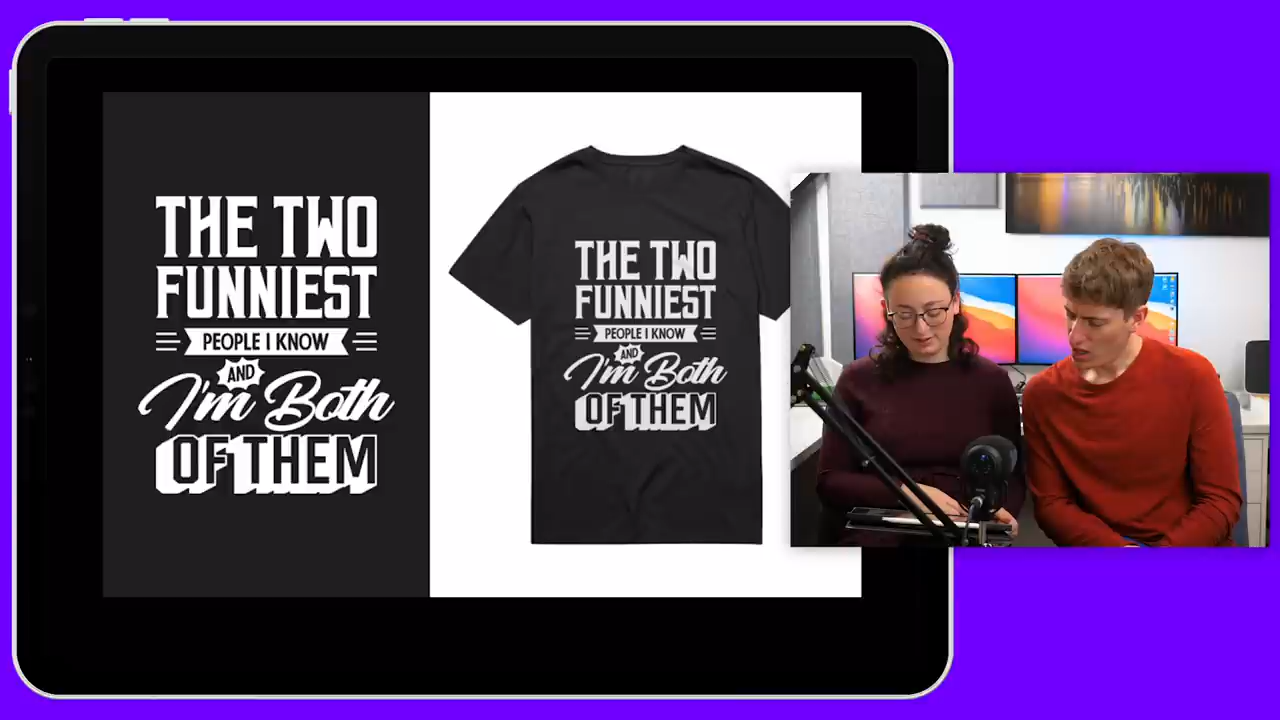 THE TWO
FUNNIEST
PEOPLE I KNOW
AND
I'm Both
OF THEM
THE TWO
FUNNIEST
PEOPLE I KNOW
AND
I'm Both
OF THEM